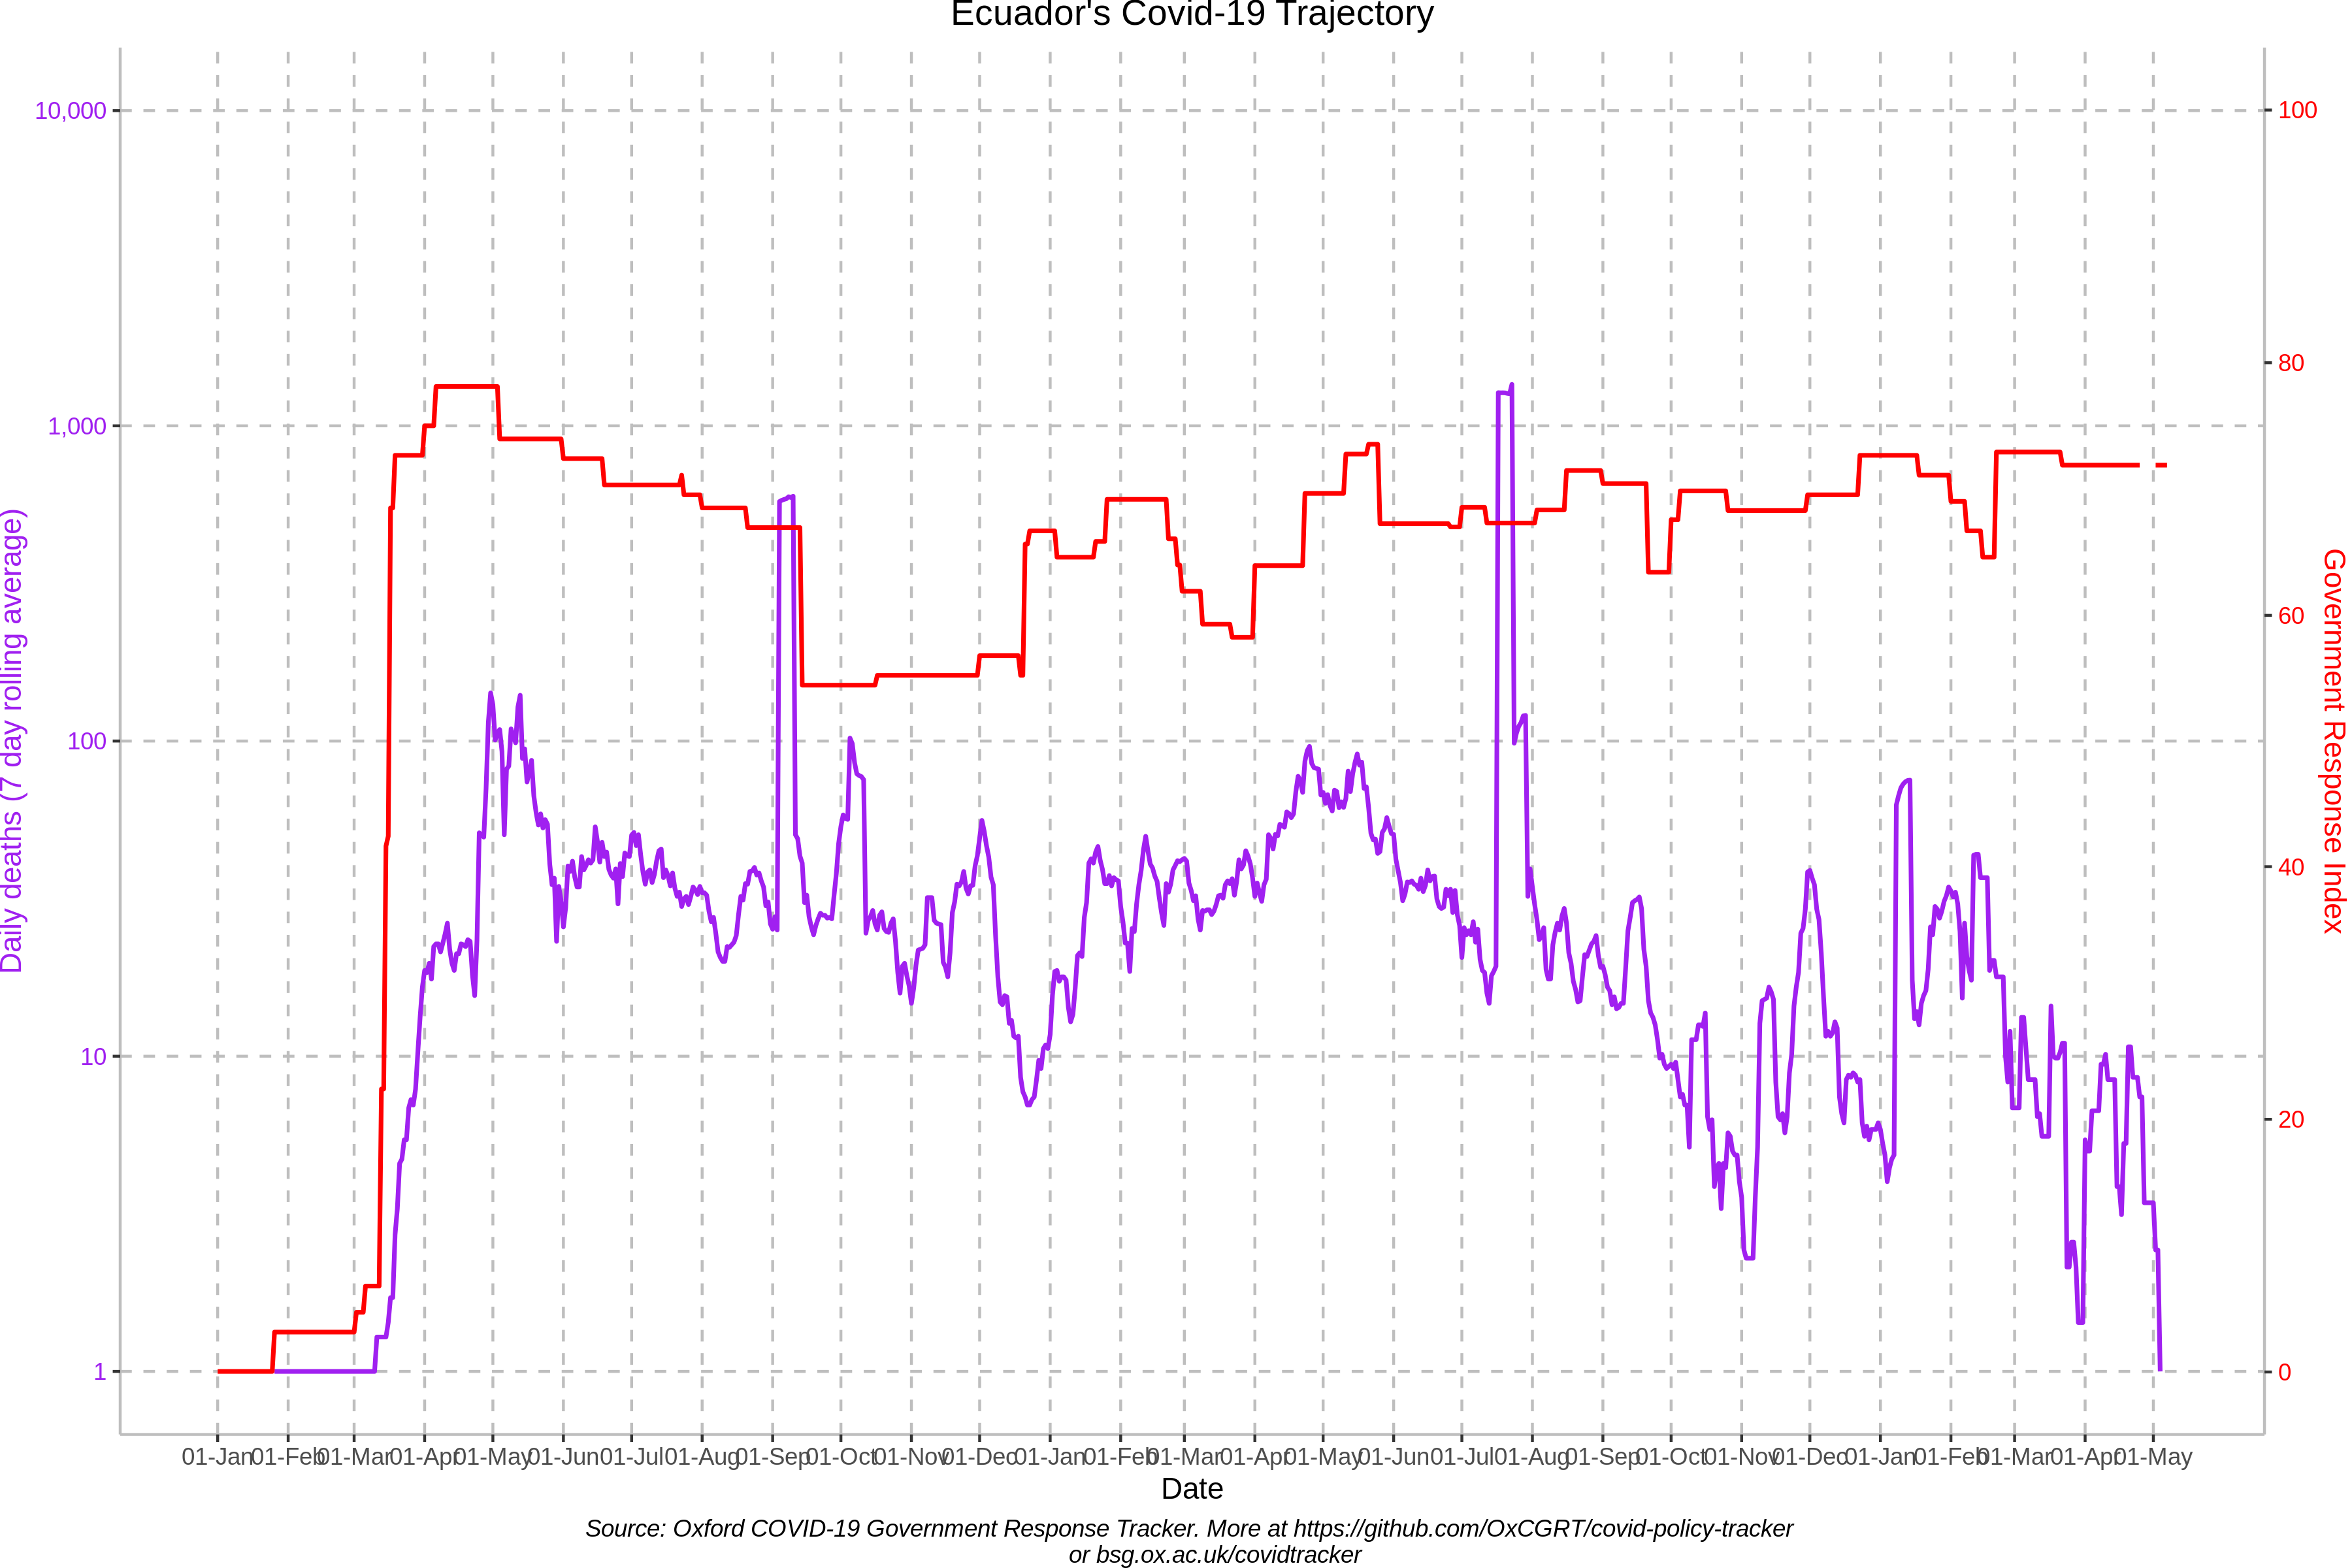 Ecuador's Covid-19 Trajectory
10,000
1,000
100
10
1
Daily deaths (7 day rolling average)
100
80
60
40
20
0
Government Response Index
01-Jan 01-Feb 01-Mar 01-Apr 01-May 01-Jun 01-Jul 01-Aug 01-Sep 01-Oct 01-Nov 01-Dec 01-Jan 01-Feb 01-Mar 01-Apr 01-May 01-Jun 01-Jul 01-Aug 01-Sep 01-Oct 01-Nov 01-Dec 01-Jan 01-Feb 01-Mar 01-Apr 01-May
Date
Source: Oxford COVID-19 Government Response Tracker. More at https://github.com/OxCGRT/covid-policy-tracker
or bsg.ox.ac.uk/covidtracker